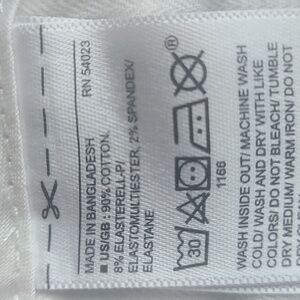 RN 54023
MADE IN BANGLADESH
■ US/GB: 90% COTTON,
8% ELASTERELL-P/
ELASTOMULTIESTER, 2% SPANDEX/
ELASTANE
30
®
1166
WASH INSIDE OUT/ MACHINE WASH
COLD/ WASH AND DRY WITH LIKE
COLORS/ DO NOT BLEACH/ TUMBLE
DRY MEDIUM/ WARM IRON/ DO